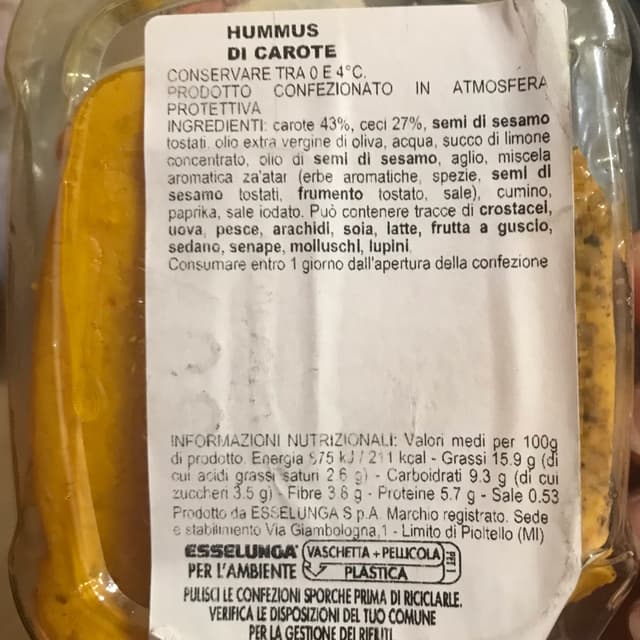 HUMMUS
DI CAROTE
CONSERVARE TRA 0 E 4°C.
PRODOTTO CONFEZIONATO IN ATMOSFERA
PROTETTIVA
INGREDIENTI: carote 43%, ceci 27%, semi di sesamo
tostati, olio extra vergine di oliva, acqua, succo di limone
concentrato, olio di semi di sesamo, aglio, miscela
aromatica za'atar (erbe aromatiche, spezie, semi di
sesamo tostati, frumento tostato, sale), cumino,
paprika, sale iodato. Può contenere tracce di crostacei,
uova, pesce, arachidi, soia, latte, frutta a guscio,
sedano, senape, molluschi, lupini
Consumare entro 1 giorno dall'apertura della confezione
INFORMAZIONI NUTRIZIONALI: Valori medi per 100g
di prodotto. Energia 875 kJ / 211 kcal - Grassi 15.9 g (di
cui acidi grassi saturi 2.6 g) - Carboidrati 9.3 g (di cui
zuccheri 3.5 g) - Fibre 3.8 g - Proteine 5.7 g - Sale 0.53
Prodotto da ESSELUNGA S.p.A. Marchio registrato. Sede
e stabilimento Via Giambologna,1 - Limito di Pioltello (MI)
ESSELUNGA VASCHETTA + PELLICOLA PET
PER L'AMBIENTE PLASTICA
PULISCI LE CONFEZIONI SPORCHE PRIMA DI RICICLARLE.
VERIFICA LE DISPOSIZIONI DEL TUO COMUNE
PER LA GESTIONE DEI RIFIUTI